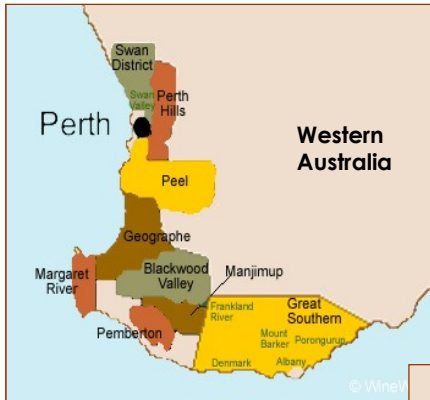 Swan
District
Swan
Valley
Perth
Hills
Perth
Western
Australia
Peel
Geographe
Margaret
River
Blackwood
Valley
Manjimup
Frankland
River
Great
Southern
Mount
Barker
Porongurup
Pemberton
Denmark
Albany
© WineW